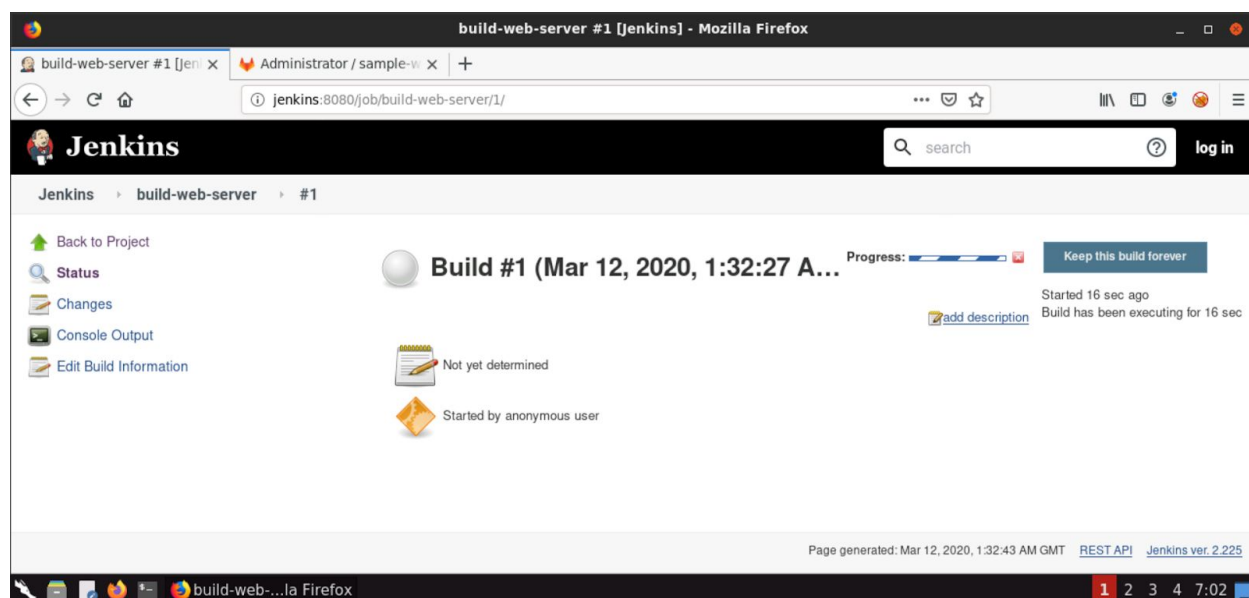 build-web-server #1 [Jenkins] - Mozilla Firefox
build-web-server #1 [Jen
Administrator / sample-w
jenkins:8080/job/build-web-server/1/
Jenkins
search
log in
Jenkins build-web-server #1
Back to Project
Status
Changes
Console Output
Edit Build Information
Build #1 (Mar 12, 2020, 1:32:27 A...
Progress:
Keep this build forever
Started 16 sec ago
Build has been executing for 16 sec
add description
Not yet determined
Started by anonymous user
Page generated: Mar 12, 2020, 1:32:43 AM GMT REST API Jenkins ver. 2.225
build-web-...la Firefox
1 2 3 4 7:02